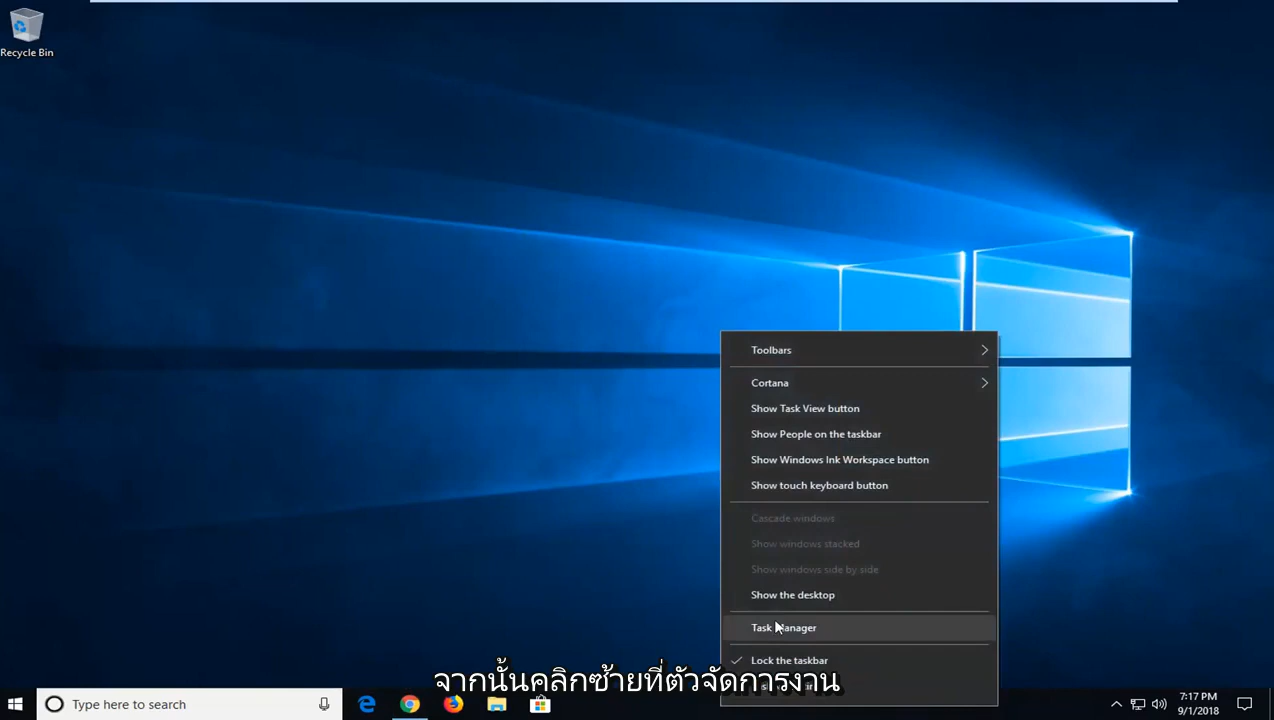 Recycle Bin
Toolbars
Cortana
Show Task View button
Show People on the taskbar
Show Windows Ink Workspace button
Show touch keyboard button
Cascade windows
Show windows stacked
Show windows side by side
Show the desktop
Task Manager
Lock the taskbar
จากนั้นคลิกซ้ายที่ตัวจัดการงาน
Type here to search
7:17 PM
9/1/2018